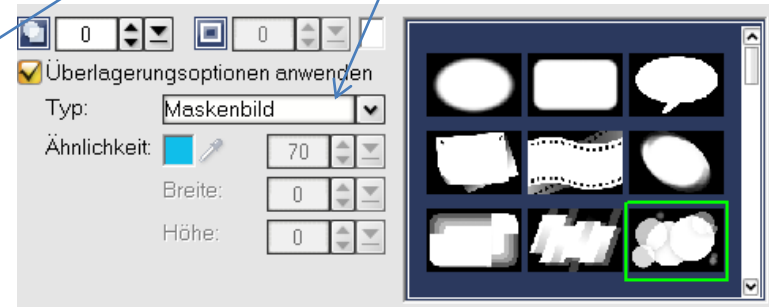 0 0
Überlagerungsoptionen anwenden
Typ: Maskenbild
Ähnlichkeit: 70
Breite: 0
Höhe: 0